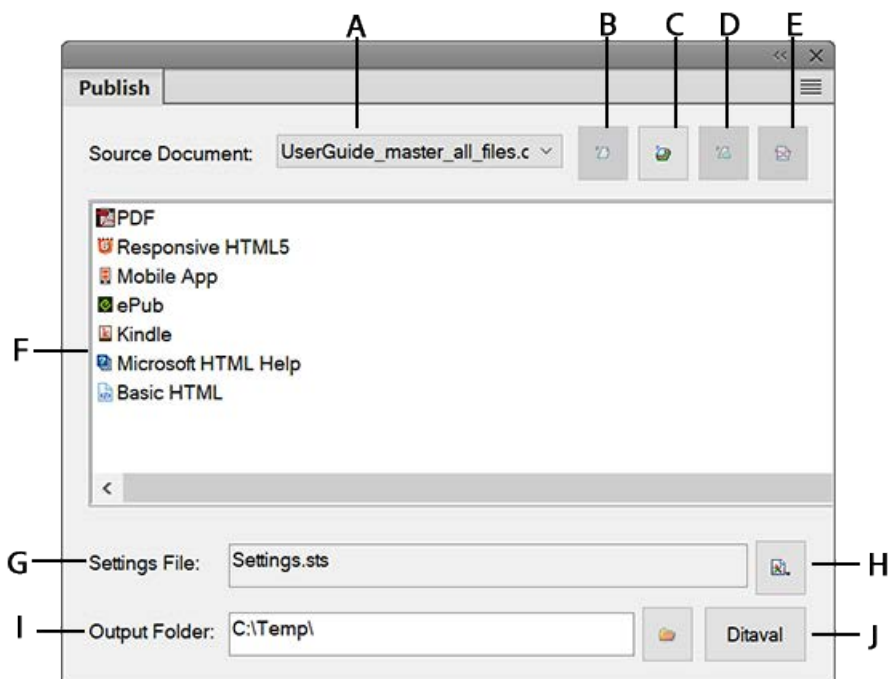 A B C D E
Publish
Source Document: UserGuide_master_all_files.c
PDF
Responsive HTML5
Mobile App
ePub
Kindle
F
Microsoft HTML Help
Basic HTML
G Settings File: Settings.sts H
I Output Folder: C:\Temp\ Ditaval J